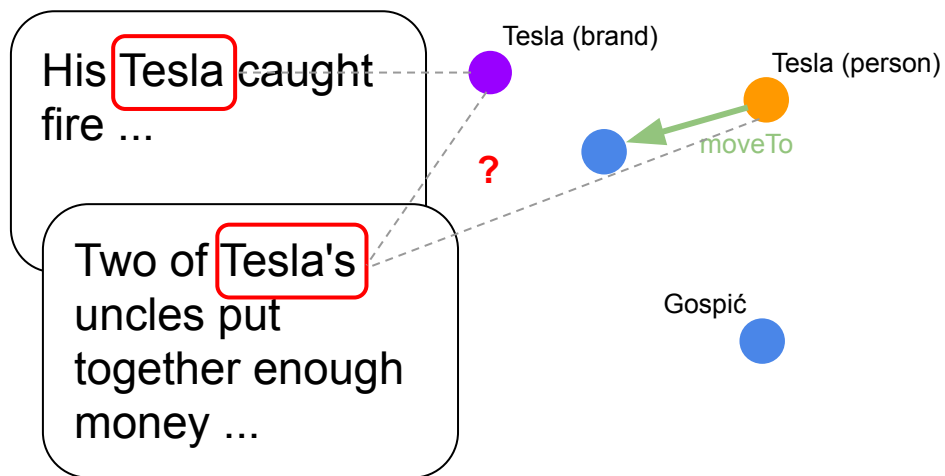 His Tesla caught
fire ...
Two of Tesla's
uncles put
together enough
money ...
Tesla (brand)
Tesla (person)
moveTo
?
Gospić